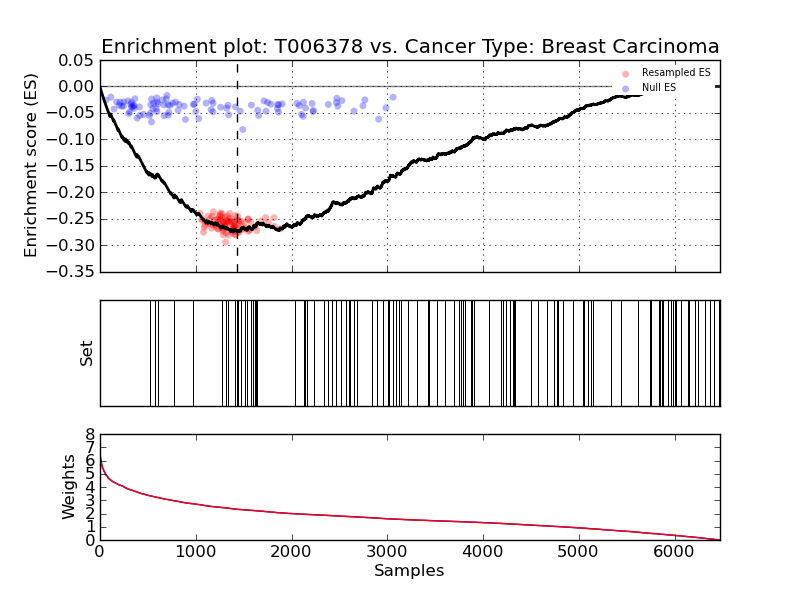 Enrichment plot: T006378 vs. Cancer Type: Breast Carcinoma
Enrichment score (ES)
0.05
0.00
−0.05
−0.10
−0.15
−0.20
−0.25
−0.30
−0.35
Resampled ES
Null ES
Set
Weights
8
7
6
5
4
3
2
1
0
0 1000 2000 3000 4000 5000 6000
Samples